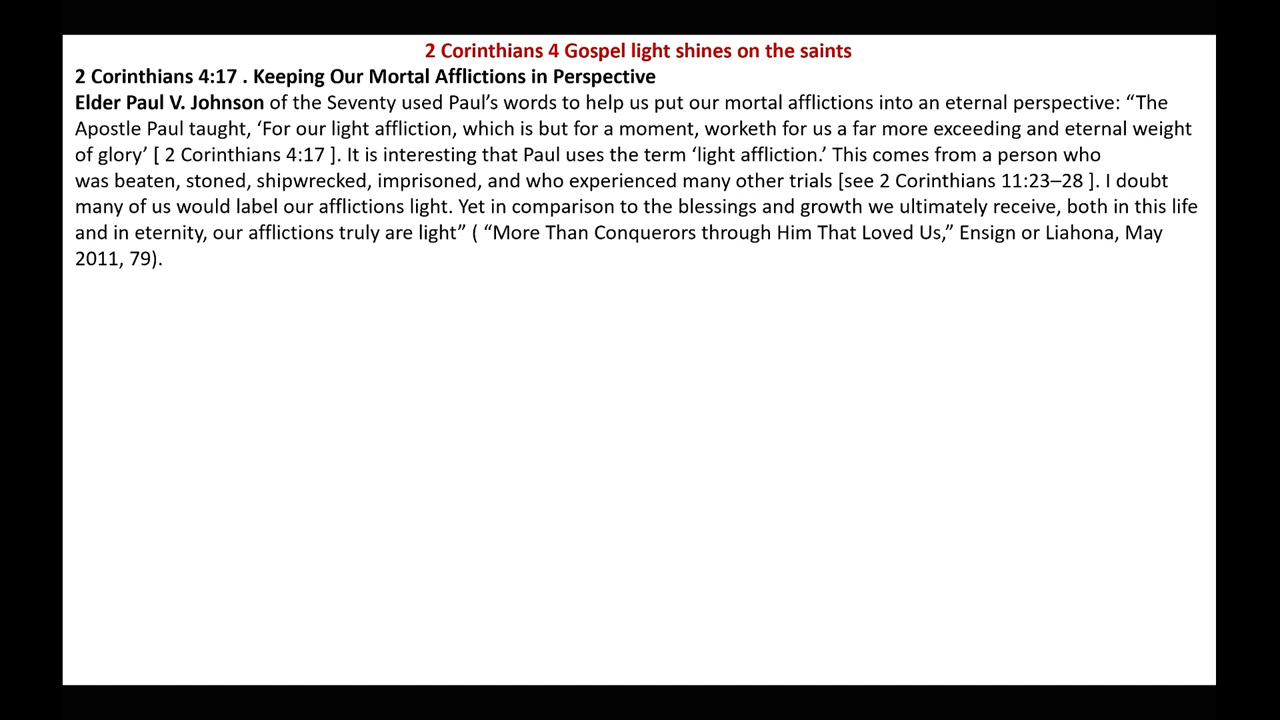 2 Corinthians 4 Gospel light shines on the saints
2 Corinthians 4:17 . Keeping Our Mortal Afflictions in Perspective
Elder Paul V. Johnson of the Seventy used Paul’s words to help us put our mortal afflictions into an eternal perspective: “The
Apostle Paul taught, ‘For our light affliction, which is but for a moment, worketh for us a far more exceeding and eternal weight
of glory’ [ 2 Corinthians 4:17 ]. It is interesting that Paul uses the term ‘light affliction.’ This comes from a person who
was beaten, stoned, shipwrecked, imprisoned, and who experienced many other trials [see 2 Corinthians 11:23–28 ]. I doubt
many of us would label our afflictions light. Yet in comparison to the blessings and growth we ultimately receive, both in this life
and in eternity, our afflictions truly are light” ( “More Than Conquerors through Him That Loved Us,” Ensign or Liahona, May
2011, 79).